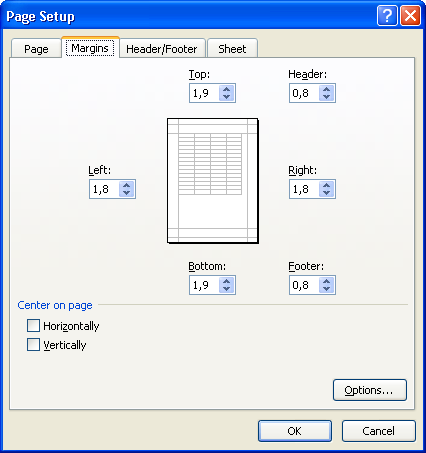 Page Setup
Page Margins Header/Footer Sheet
Top: Header:
1,9 0,8
Left: Right:
1,8 1,8
Bottom: Footer:
1,9 0,8
Center on page
Horizontally
Vertically
Options...
OK Cancel